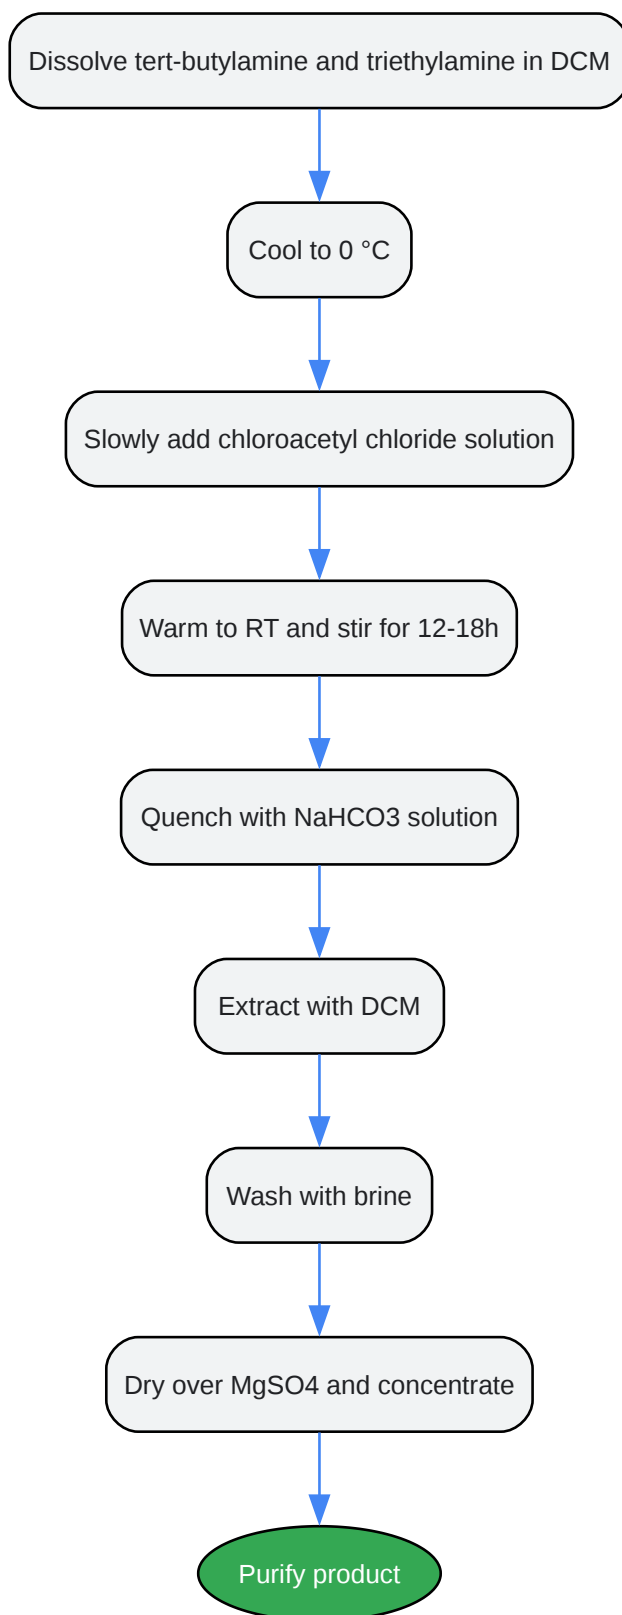 Dissolve tert-butylamine and triethylamine in DCM
Cool to 0 °C
Slowly add chloroacetyl chloride solution
Warm to RT and stir for 12-18h
Quench with NaHCO3 solution
Extract with DCM
Wash with brine
Dry over MgSO4 and concentrate
Purify product